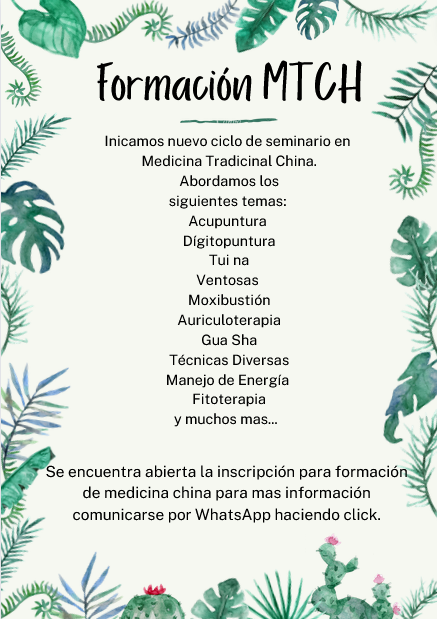 Formación MTCH
Inicamos nuevo ciclo de seminario en
Medicina Tradicinal China.
Abordamos los
siguientes temas:
Acupuntura
Dígitopuntura
Tui na
Ventosas
Moxibustión
Auriculoterapia
Gua Sha
Técnicas Diversas
Manejo de Energía
Fitoterapia
y muchos mas...
Se encuentra abierta la inscripción para formación
de medicina china para mas información
comunicarse por WhatsApp haciendo click.